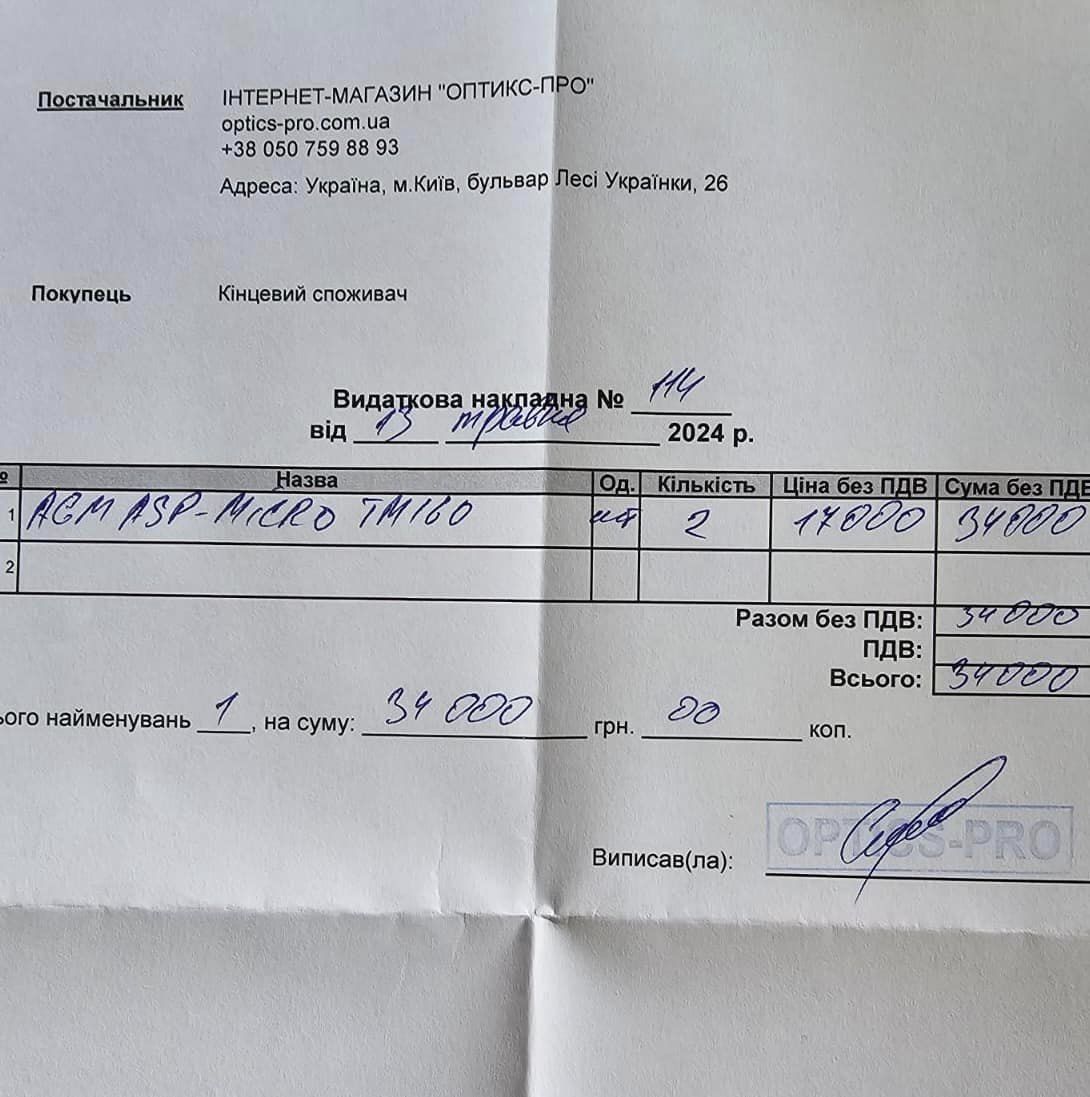 Постачальник ІНТЕРНЕТ-МАГАЗИН "ОПТИКС-ПРО"
optics-pro.com.ua
+38 050 759 88 93
Адреса: Україна, м.Київ, бульвар Лесі Українки, 26
Покупець Кінцевий споживач
Видаткова накладна № 114
від 13 травня 2024 р.
№ Назва Од. Кількість Ціна без ПДВ Сума без ПДВ
1 AGM ASP-MICRO TM160 шт 2 17000 34000
2
Разом без ПДВ: 34000
ПДВ:
Всього: 34000
ього найменувань 1, на суму: 34 000 грн. 00 коп.
OPTICS-PRO
Виписав(ла):